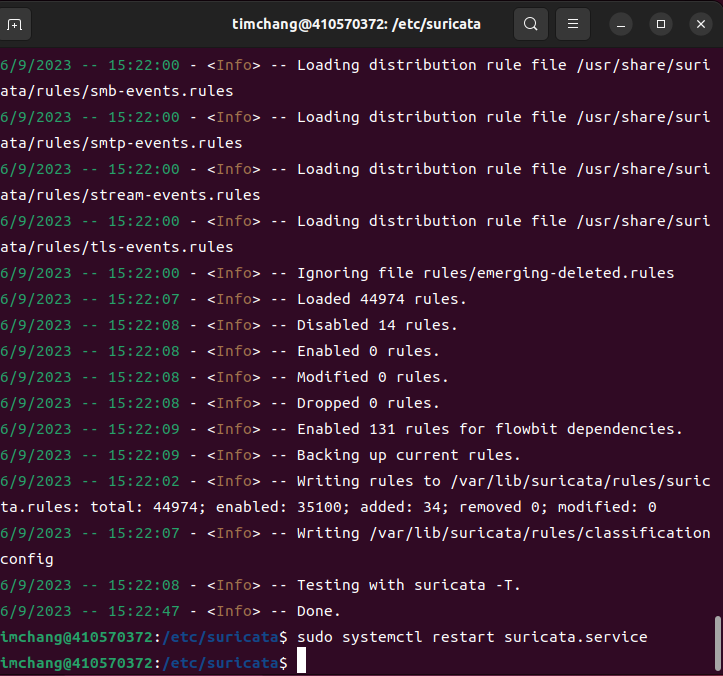 timchang@410570372: /etc/suricata
6/9/2023 -- 15:22:00 - <Info> -- Loading distribution rule file /usr/share/suri
ata/rules/smb-events.rules
6/9/2023 -- 15:22:00 - <Info> -- Loading distribution rule file /usr/share/suri
ata/rules/smtp-events.rules
6/9/2023 -- 15:22:00 - <Info> -- Loading distribution rule file /usr/share/suri
ata/rules/stream-events.rules
6/9/2023 -- 15:22:00 - <Info> -- Loading distribution rule file /usr/share/suri
ata/rules/tls-events.rules
6/9/2023 -- 15:22:00 - <Info> -- Ignoring file rules/emerging-deleted.rules
6/9/2023 -- 15:22:07 - <Info> -- Loaded 44974 rules.
6/9/2023 -- 15:22:08 - <Info> -- Disabled 14 rules.
6/9/2023 -- 15:22:08 - <Info> -- Enabled 0 rules.
6/9/2023 -- 15:22:08 - <Info> -- Modified 0 rules.
6/9/2023 -- 15:22:08 - <Info> -- Dropped 0 rules.
6/9/2023 -- 15:22:09 - <Info> -- Enabled 131 rules for flowbit dependencies.
6/9/2023 -- 15:22:09 - <Info> -- Backing up current rules.
6/9/2023 -- 15:22:02 - <Info> -- Writing rules to /var/lib/suricata/rules/suric
ta.rules: total: 44974; enabled: 35100; added: 34; removed 0; modified: 0
6/9/2023 -- 15:22:07 - <Info> -- Writing /var/lib/suricata/rules/classification
config
6/9/2023 -- 15:22:08 - <Info> -- Testing with suricata -T.
6/9/2023 -- 15:22:47 - <Info> -- Done.
imchang@410570372:/etc/suricata$ sudo systemctl restart suricata.service
imchang@410570372:/etc/suricata$